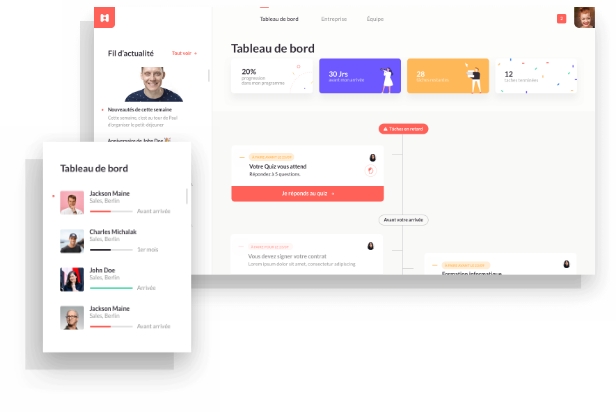 Tableau de bord
Entreprise
Équipe
Fil d'actualité
Tout voir
Nouveautés de cette semaine
Cette semaine, c'est au tour de Paul
d'organiser le petit déjeuner
Anniversaire de John Doe
Tableau de bord
20%
progression
dans mon programme
30 Jrs
avant mon arrivée
28
12
Tâches en retard
Votre Quiz vous attend
Répondez à 5 questions.
Je réponds au quiz
Avant votre arrivée
Vous devez signer votre contrat
Lorem ipsum dolor sit amet, consectetur adipiscing
Formation informatique
Tableau de bord
Jackson Maine
Sales, Berlin
Avant arrivée
Charles Michalak
Sales, Berlin
1er mois
John Doe
Sales, Berlin
Arrivée
Jackson Maine
Sales, Berlin
Avant arrivée